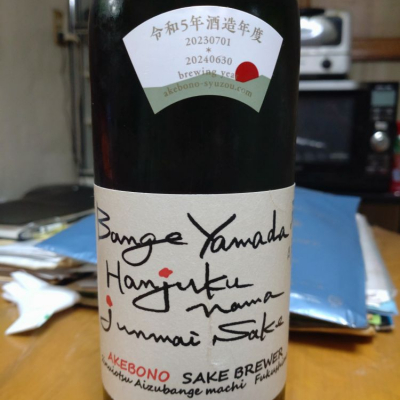 令和5年酒造年度
20230701
*
20240630
brewing year
akebono-syuzou.com
Bange Yamada
Hanjuku
nama
junmai Sake
AKEBONO SAKE BREWER
Aizubange machi